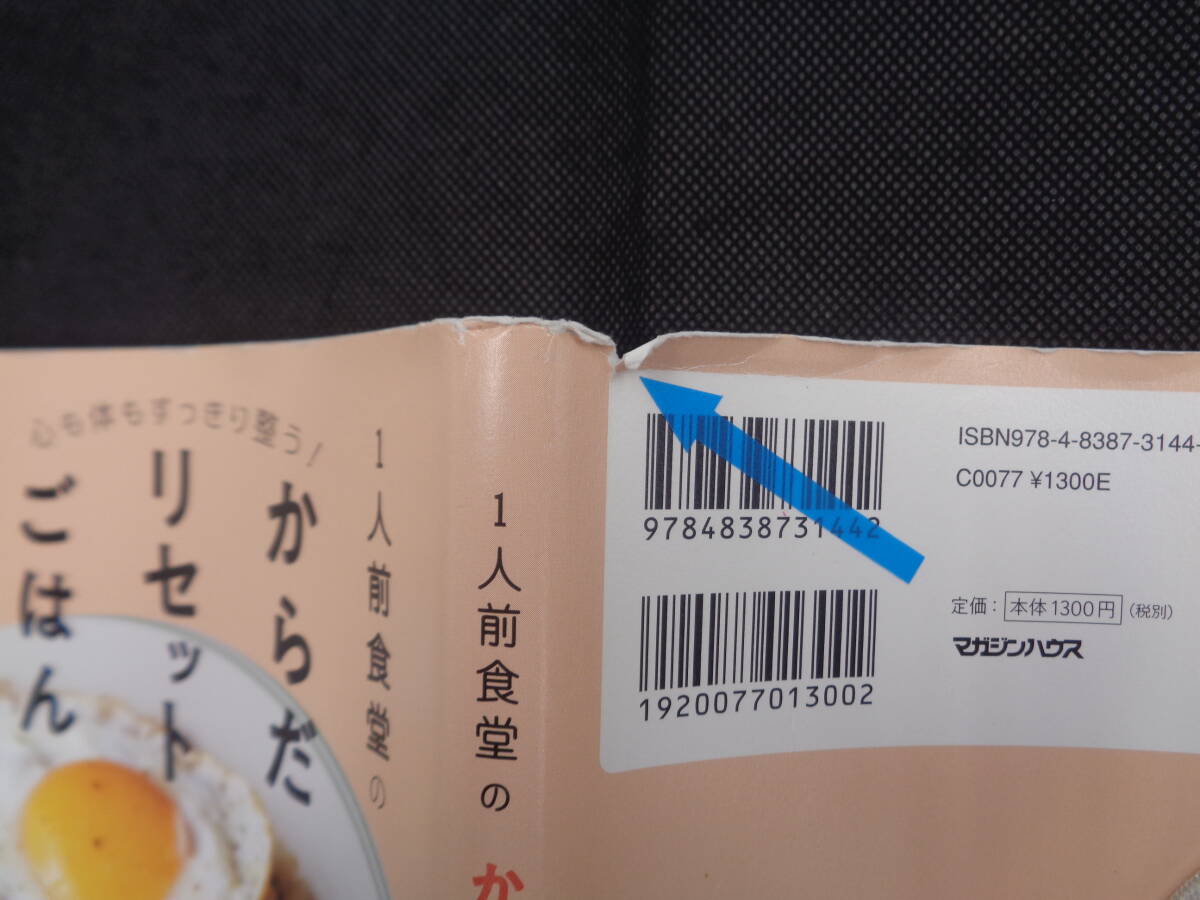 心も体もすっきり整う!
1人前食堂の
からだ
リセット
ごはん
1人前食堂の
か
ISBN978-4-8387-3144-
C0077 ¥1300E
9784838731442
定価:本体1300円(税別)
マガジンハウス
1920077013002